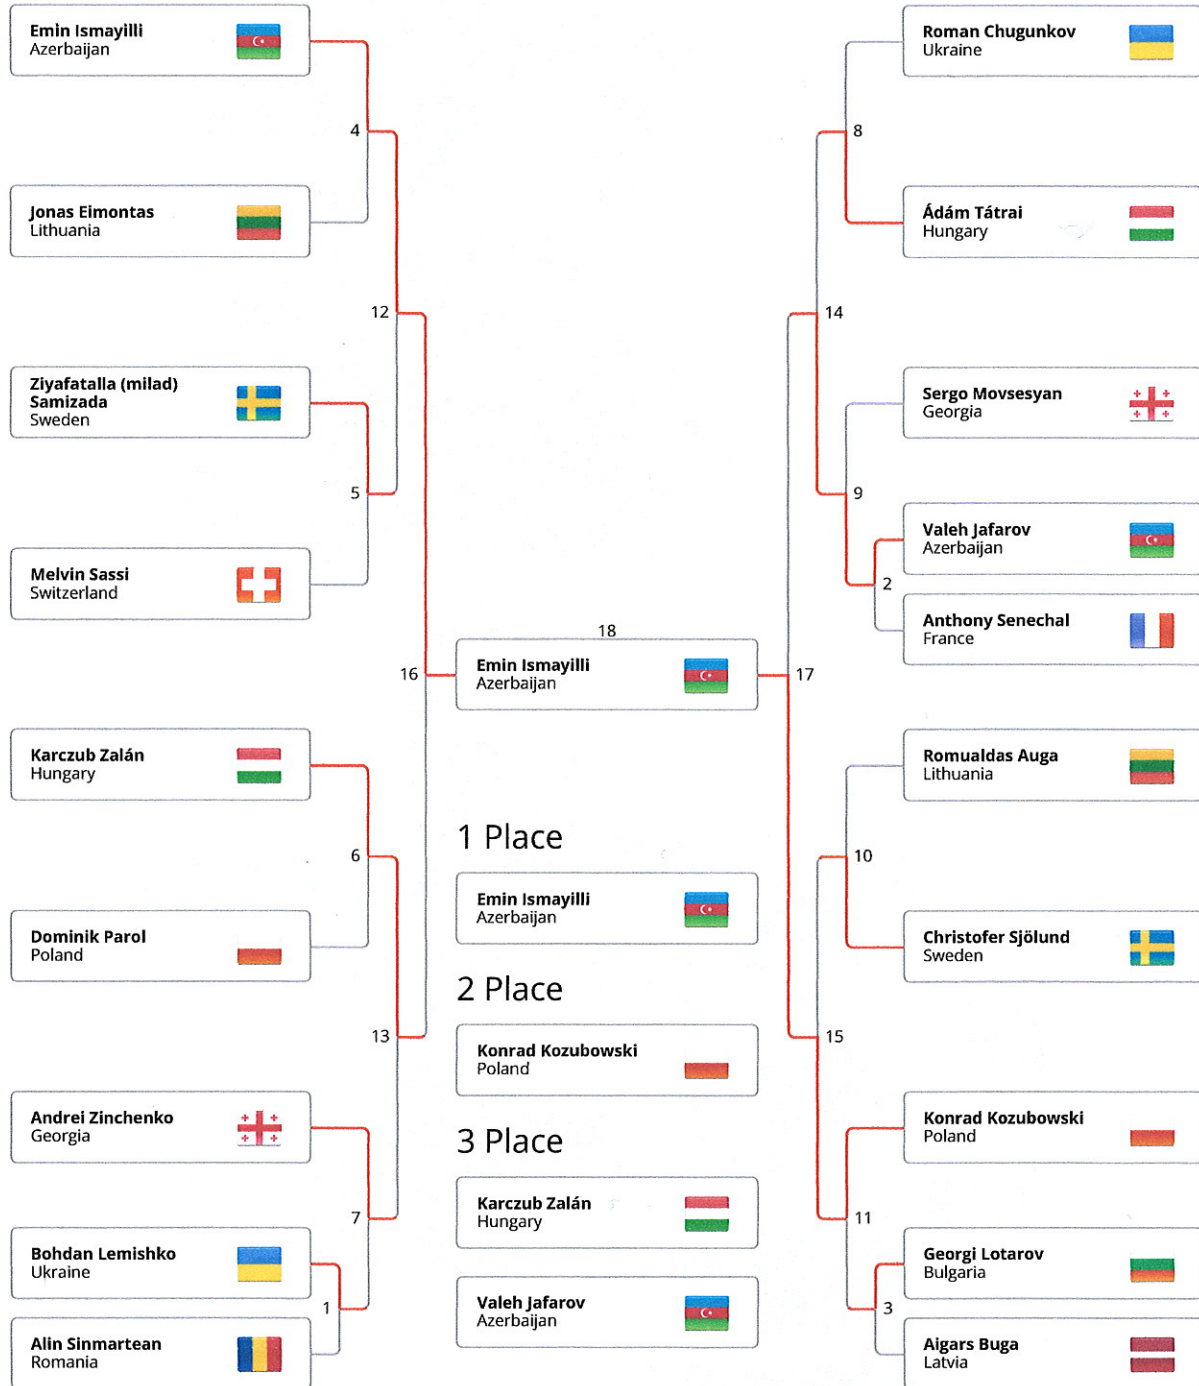 Emin Ismayilli
Azerbaijan
4
Jonas Eimontas
Lithuania
12
Ziyafatalla (milad)
Samizada
Sweden
5
Melvin Sassi
Switzerland
16
Karczub Zalán
Hungary
6
Dominik Parol
Poland
13
Andrei Zinchenko
Georgia
7
Bohdan Lemishko
Ukraine
1
Alin Sinmartean
Romania
18
Emin Ismayilli
Azerbaijan
1 Place
Emin Ismayilli
Azerbaijan
2 Place
Konrad Kozubowski
Poland
3 Place
Karczub Zalán
Hungary
Valeh Jafarov
Azerbaijan
Roman Chugunkov
Ukraine
8
Ádám Tátrai
Hungary
14
Sergo Movsesyan
Georgia
9
Valeh Jafarov
Azerbaijan
2
Anthony Senechal
France
17
Romualdas Auga
Lithuania
10
Christofer Sjölund
Sweden
15
Konrad Kozubowski
Poland
11
Georgi Lotarov
Bulgaria
3
Aigars Buga
Latvia